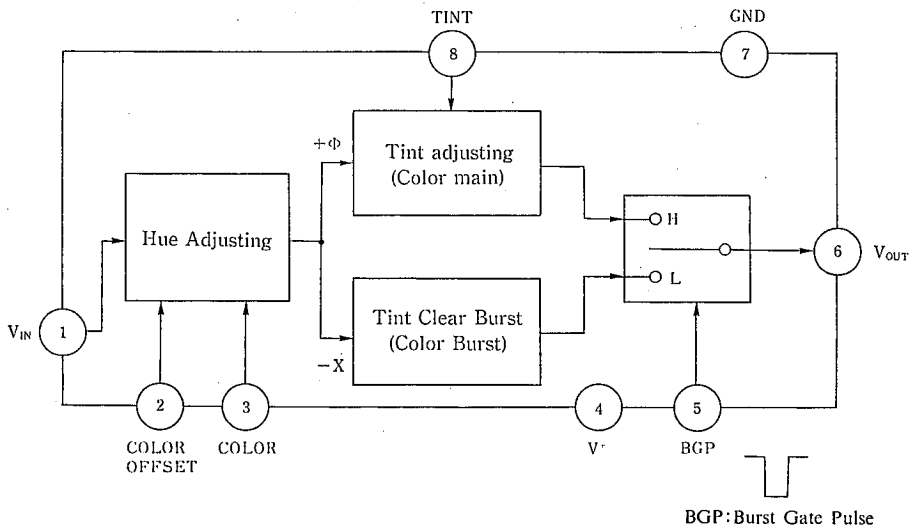 TINT
GND
8
7
+Φ
Tint adjusting
(Color main)
Hue Adjusting
H
6
VOUT
L
VIN
1
Tint Clear Burst
(Color Burst)
−X
2
3
4
5
COLOR
OFFSET
COLOR
V+
BGP
BGP:Burst Gate Pulse